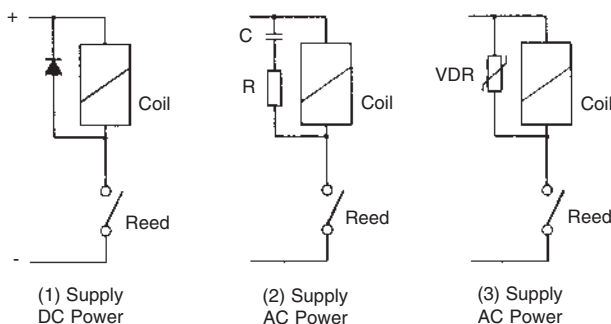 +
Coil
Reed
-
(1) Supply
DC Power
C
R
Coil
Reed
(2) Supply
AC Power
VDR
Coil
Reed
(3) Supply
AC Power